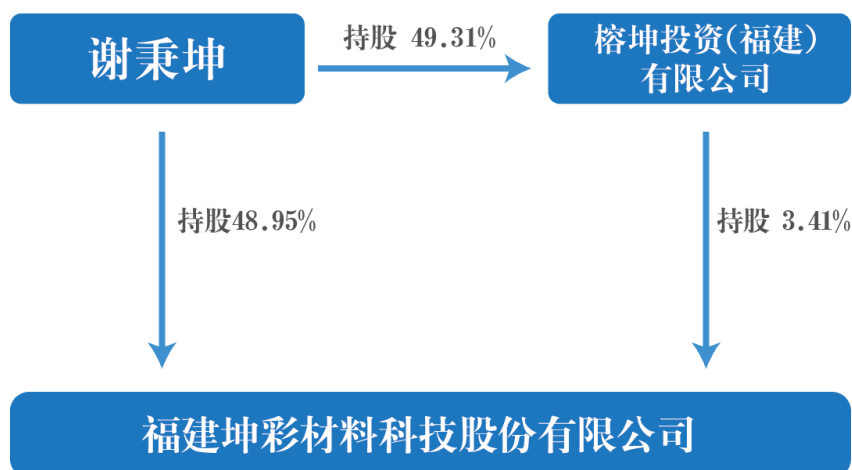 谢秉坤
持股 49.31%
榕坤投资(福建)
有限公司
持股48.95%
持股 3.41%
福建坤彩材料科技股份有限公司